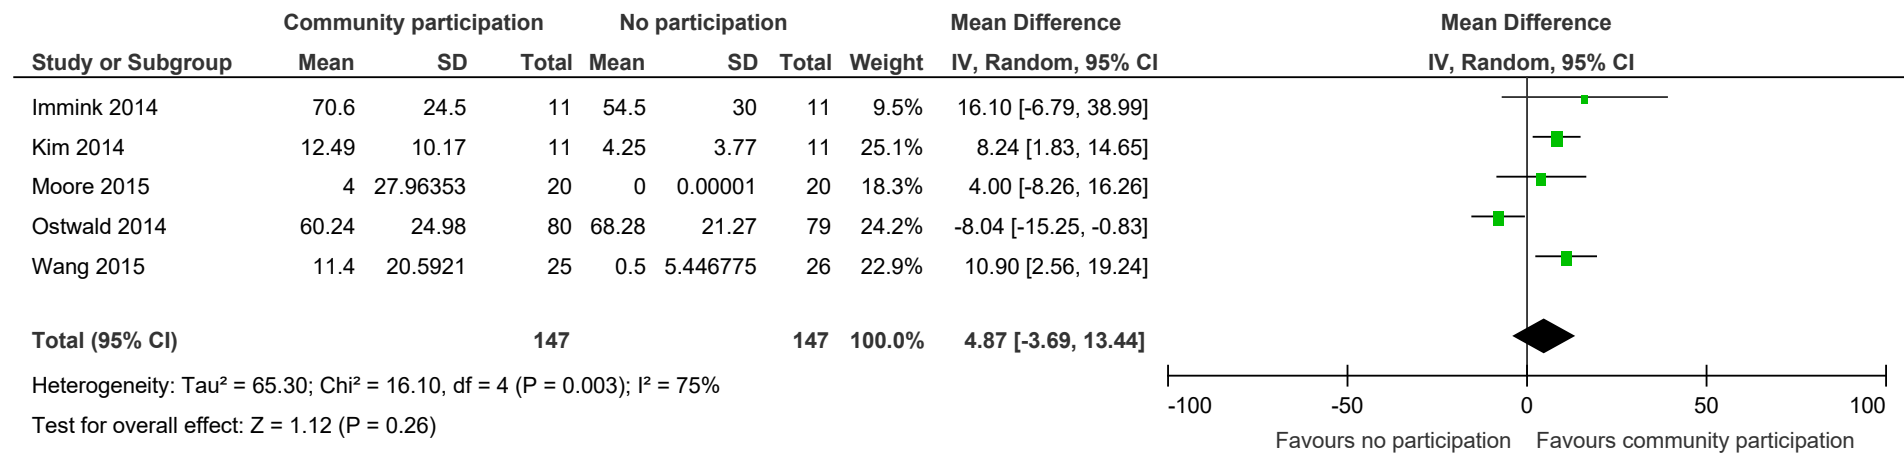 Community participation No participation Mean Difference Mean Difference
Study or Subgroup Mean SD Total Mean SD Total Weight IV, Random, 95% CI IV, Random, 95% CI
Immink 2014 70.6 24.5 11 54.5 30 11 9.5% 16.10 [-6.79, 38.99]
Kim 2014 12.49 10.17 11 4.25 3.77 11 25.1% 8.24 [1.83, 14.65]
Moore 2015 4 27.96353 20 0 0.00001 20 18.3% 4.00 [-8.26, 16.26]
Ostwald 2014 60.24 24.98 80 68.28 21.27 79 24.2% -8.04 [-15.25, -0.83]
Wang 2015 11.4 20.5921 25 0.5 5.446775 26 22.9% 10.90 [2.56, 19.24]
Total (95% CI) 147 147 100.0% 4.87 [-3.69, 13.44]
Heterogeneity: Tau² = 65.30; Chi² = 16.10, df = 4 (P = 0.003); I² = 75%
Test for overall effect: Z = 1.12 (P = 0.26)
-100 -50 0 50 100
Favours no participation Favours community participation